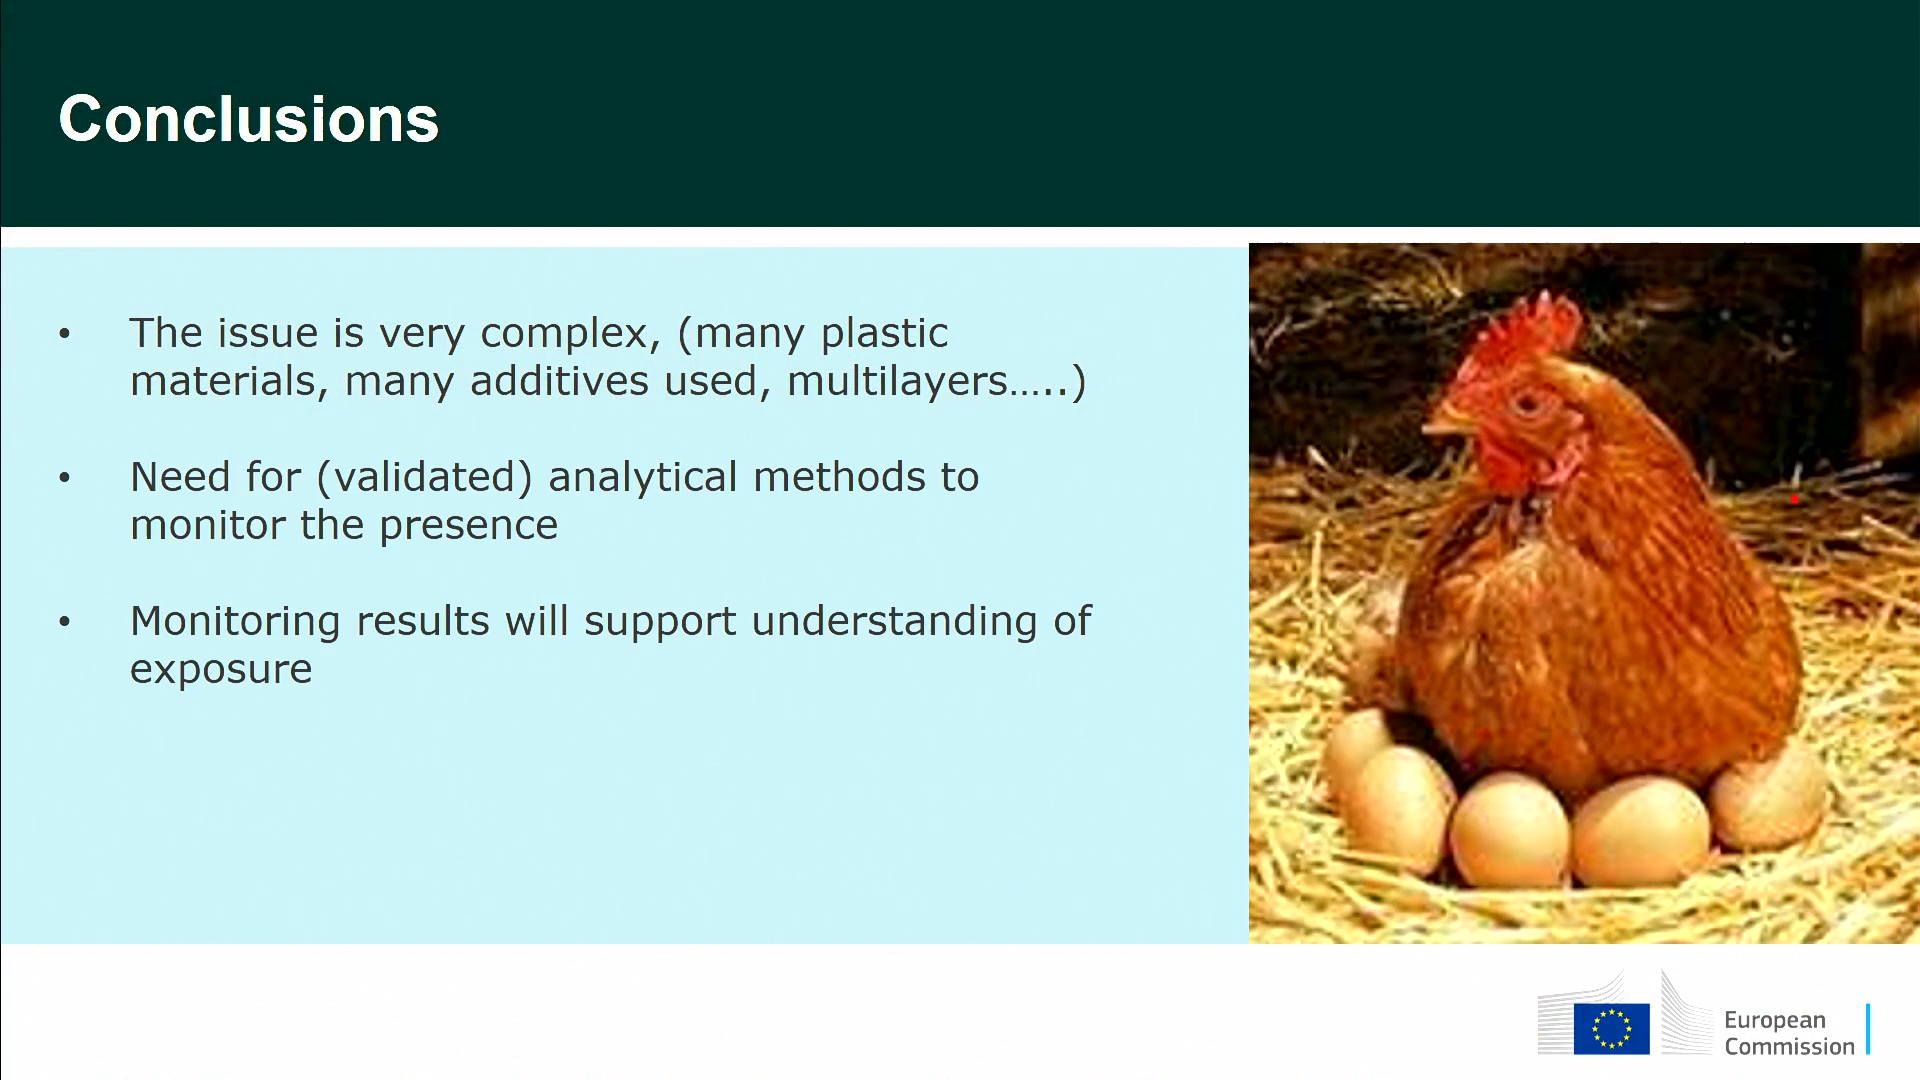 Conclusions
• The issue is very complex, (many plastic
materials, many additives used, multilayers…..)
• Need for (validated) analytical methods to
monitor the presence
• Monitoring results will support understanding of
exposure
European
Commission